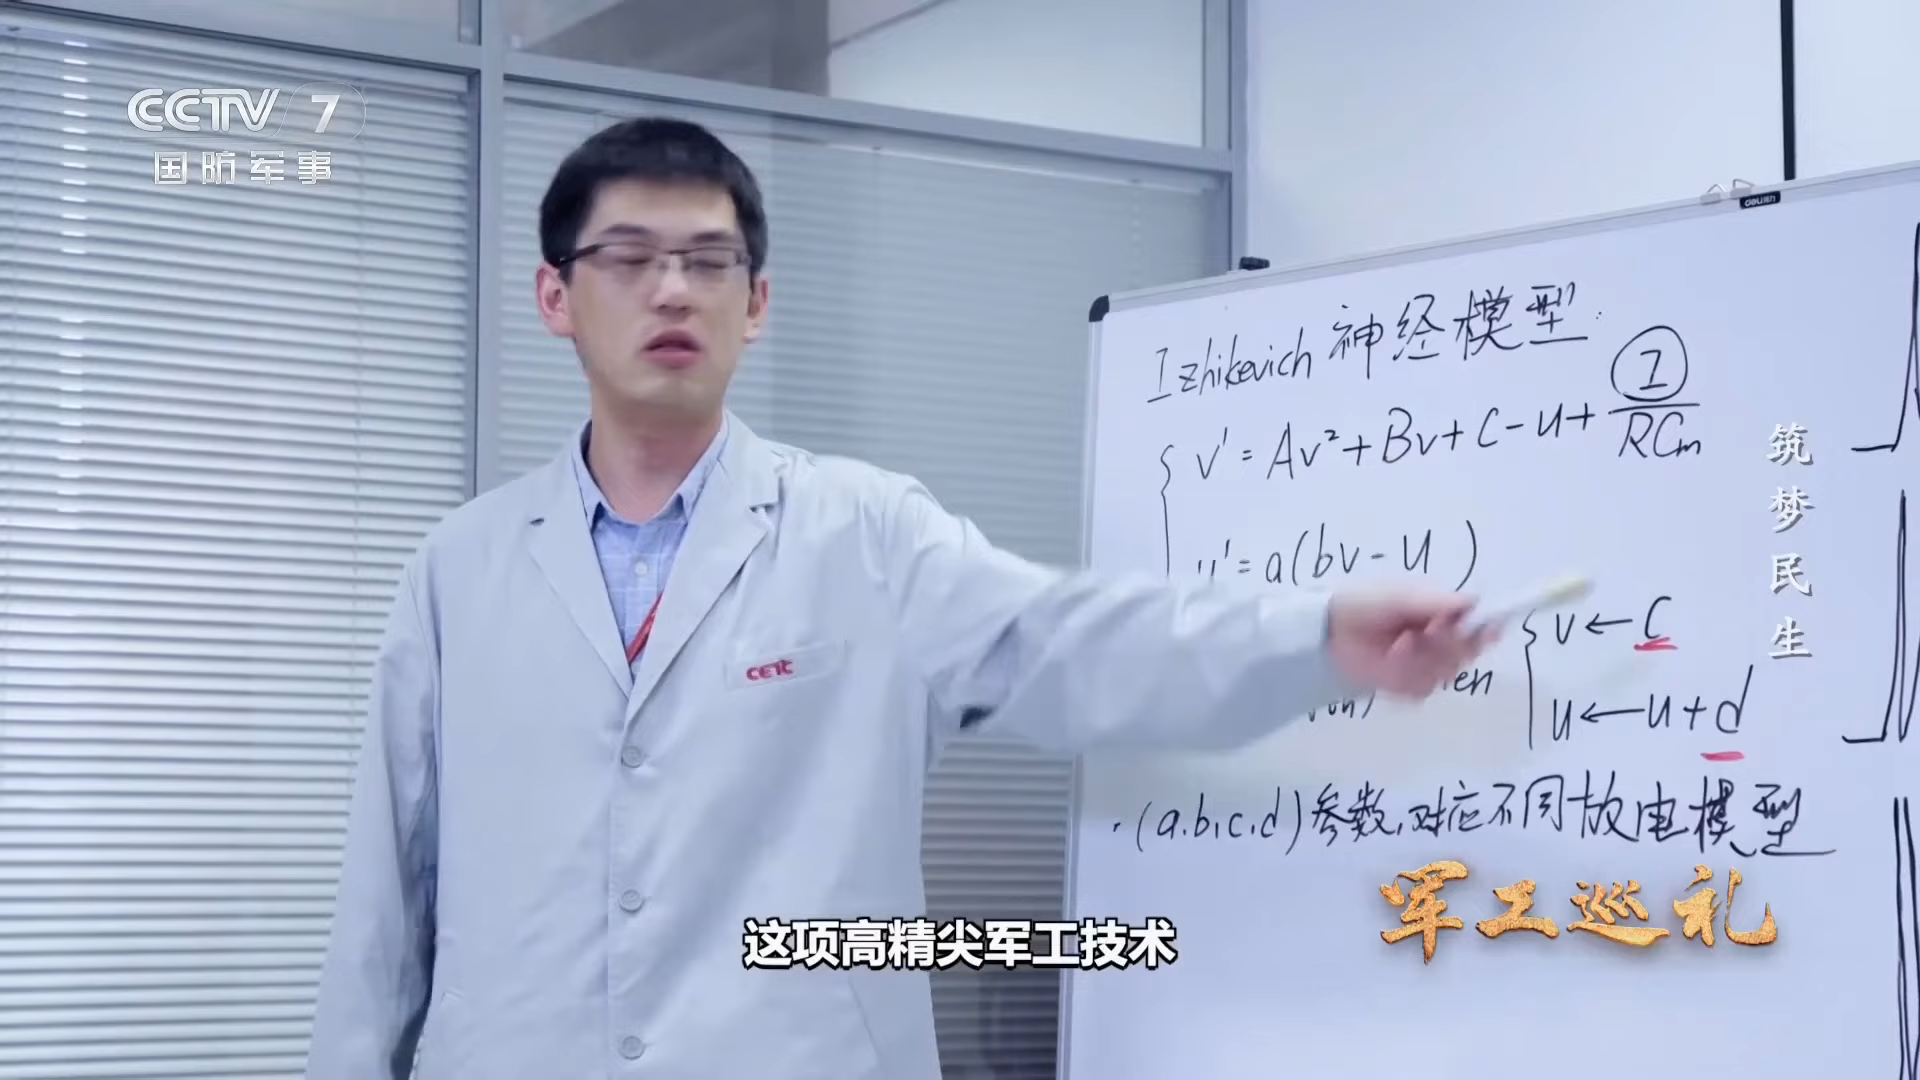 CCTV 7
国防军事
deli
Izhikevich 神经模型
v' = Av² + Bv + C - u + I/RCm
u' = a(bv - u)
v ← c
u ← u + d
·(a.b,c,d)参数,对应不同放电模型
CETC
筑梦民生
军工巡礼
这项高精尖军工技术